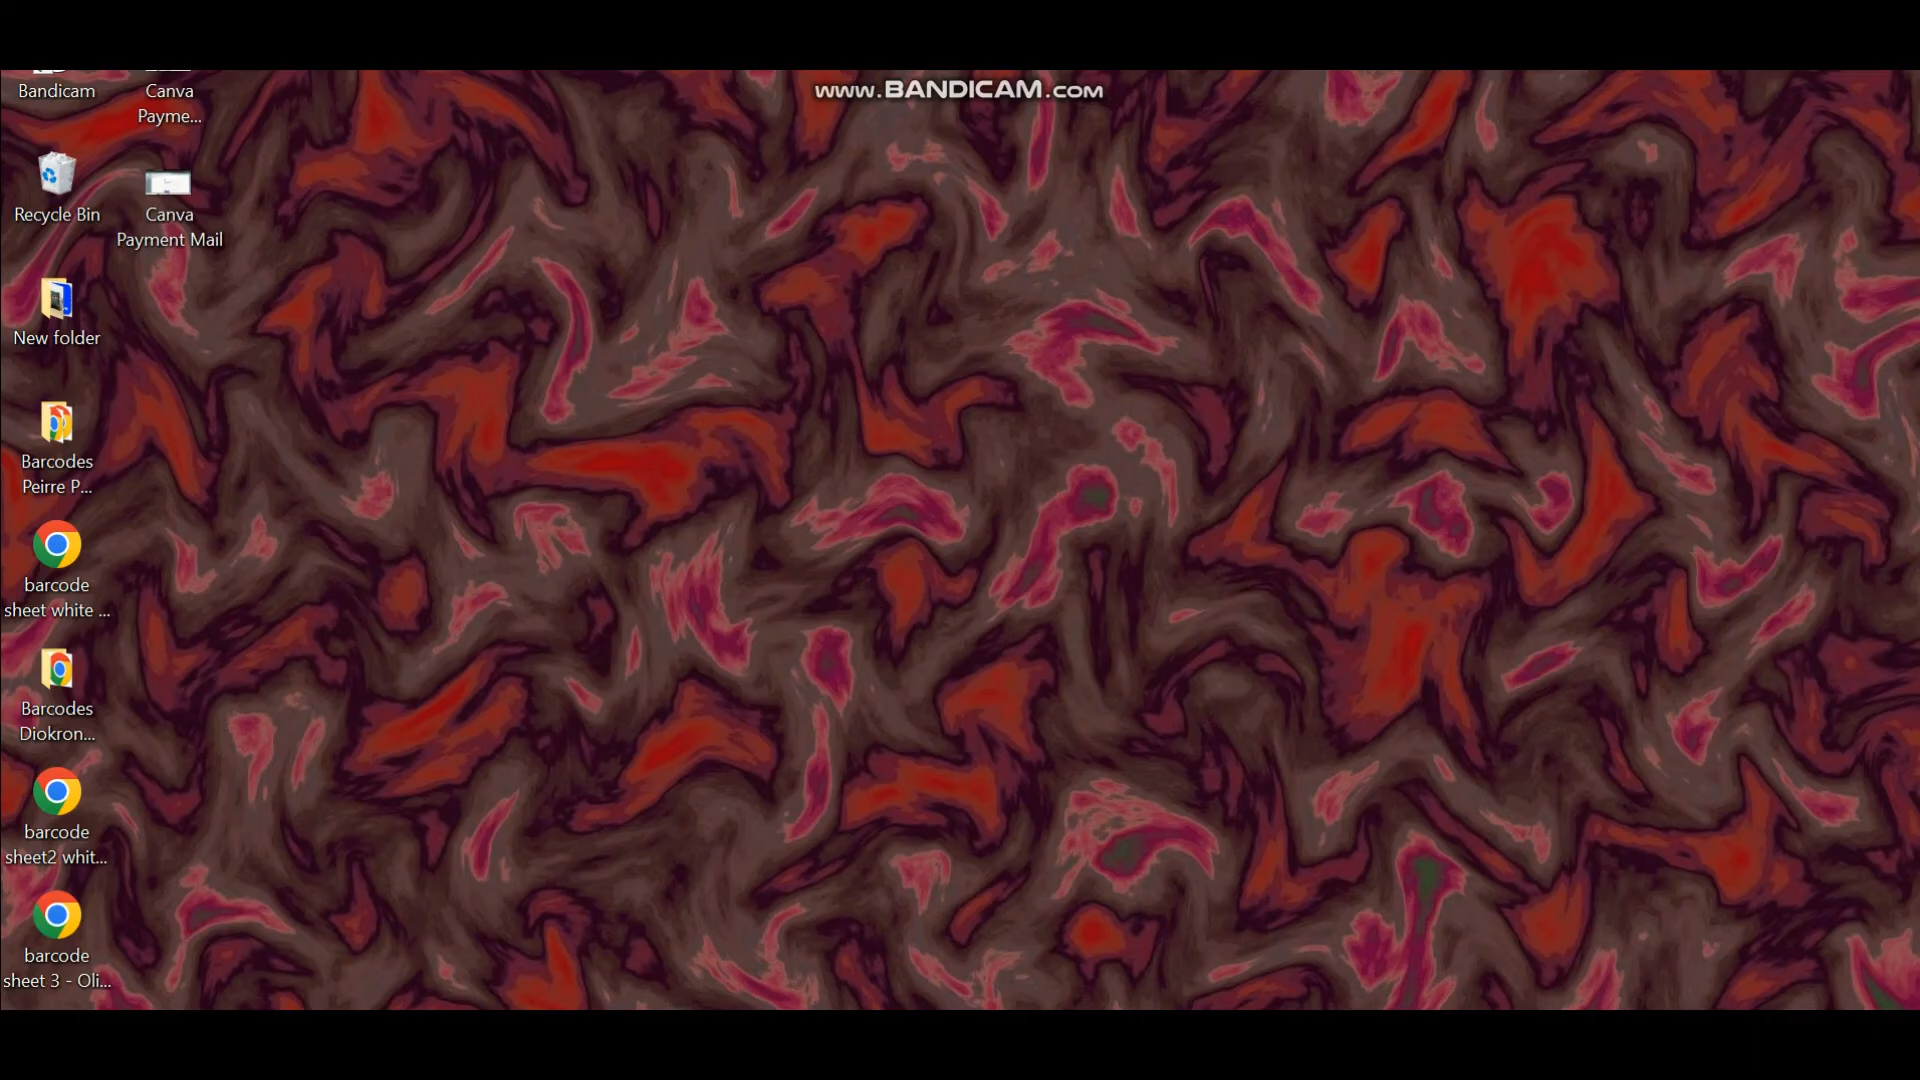 www.BANDICAM.com
Bandicam
Canva
Payme...
Recycle Bin
Canva
Payment Mail
New folder
Barcodes
Peirre P...
barcode
sheet white ...
Barcodes
Diokron...
barcode
sheet2 whit...
barcode
sheet 3 - Oli...